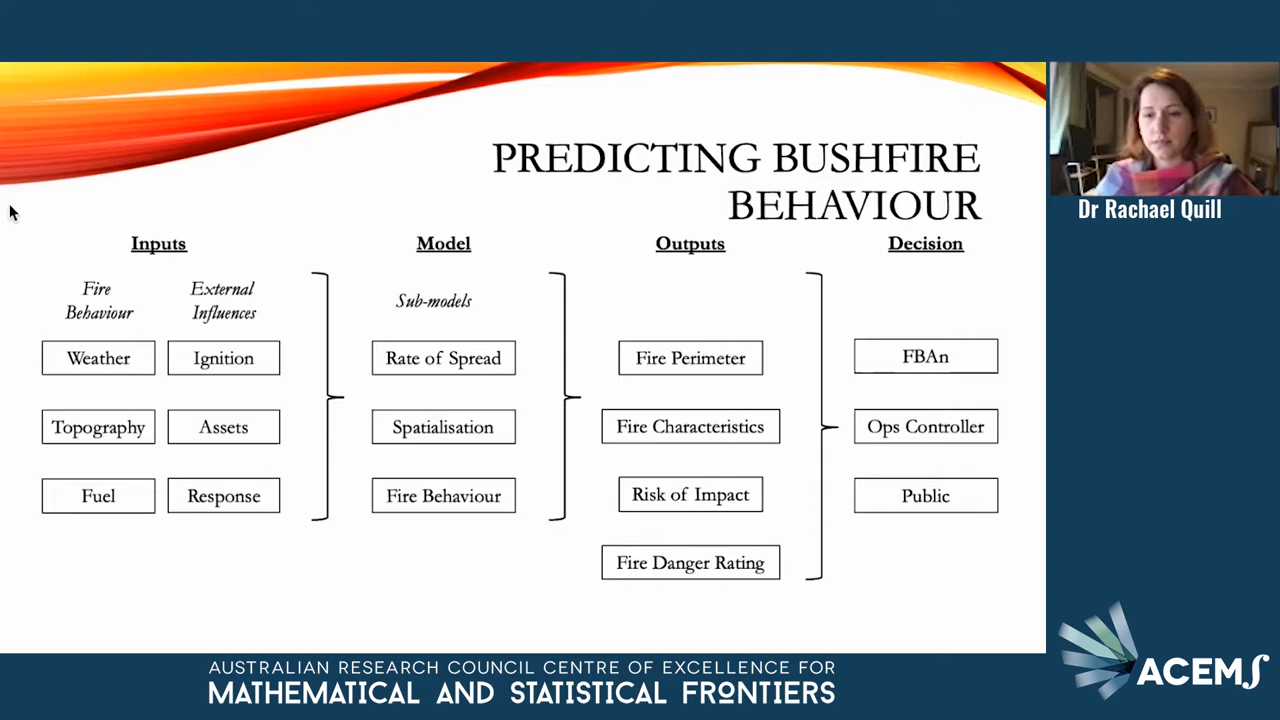 PREDICTING BUSHFIRE
BEHAVIOUR
Dr Rachael Quill
Inputs
Model
Outputs
Decision
Fire
Behaviour
External
Influences
Sub-models
Weather
Ignition
Rate of Spread
Fire Perimeter
FBAn
Topography
Assets
Spatialisation
Fire Characteristics
Ops Controller
Fuel
Response
Fire Behaviour
Risk of Impact
Public
Fire Danger Rating
AUSTRALIAN RESEARCH COUNCIL CENTRE OF EXCELLENCE FOR
MATHEMATICAL AND STATISTICAL FRONTIERS
ACEMS